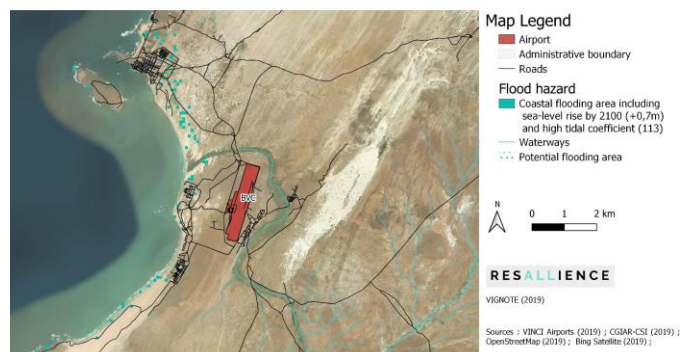 BVC
Map Legend
Airport
Administrative boundary
Roads
Flood hazard
Coastal flooding area including
sea-level rise by 2100 (+0,7m)
and high tidal coefficient (113)
Waterways
Potential flooding area
N
0 1 2 km
RESALLIENCE
VIGNOTE (2019)
Sources : VINCI Airports (2019) ; CGIAR-CSI (2019) ;
OpenStreetMap (2019) ; Bing Satellite (2019) ;